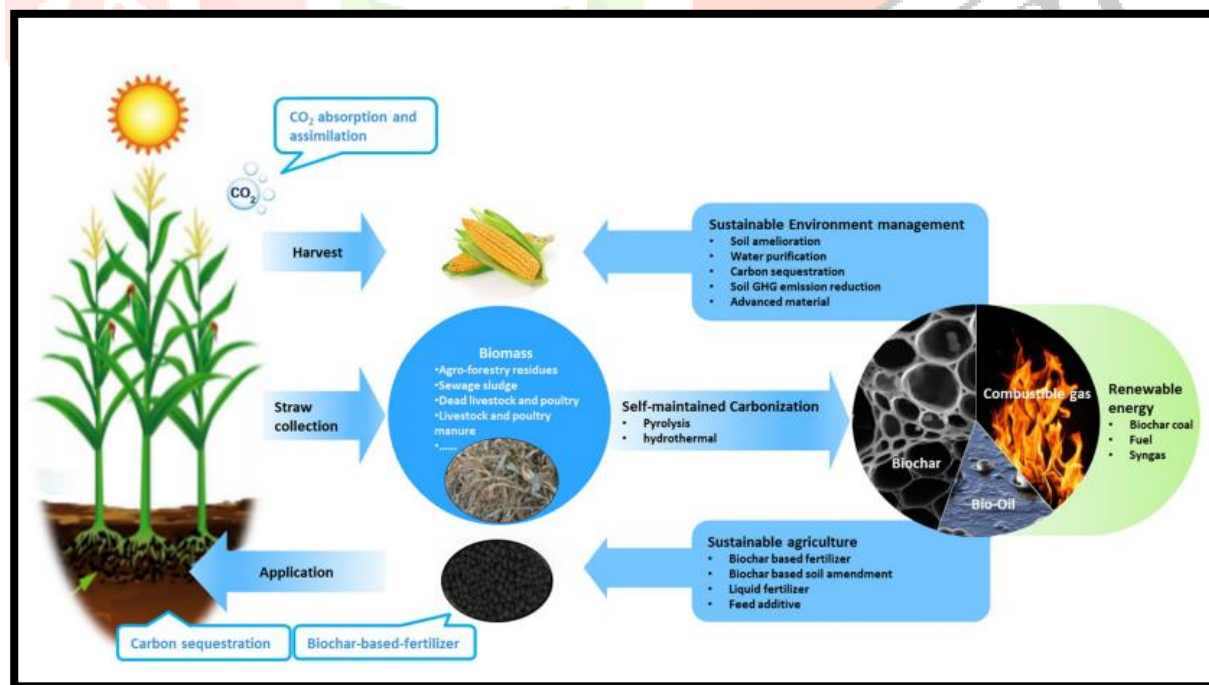 CO₂ absorption and
assimilation
CO₂
Harvest
Sustainable Environment management
• Soil amelioration
• Water purification
• Carbon sequestration
• Soil GHG emission reduction
• Advanced material
Biomass
•Agro-forestry residues
•Sewage sludge
•Dead livestock and poultry
•Livestock and poultry
manure
•......
Straw
collection
Self-maintained Carbonization
• Pyrolysis
• hydrothermal
Biochar
Combustible gas
Bio-Oil
Renewable
energy
• Biochar coal
• Fuel
• Syngas
Sustainable agriculture
• Biochar based fertilizer
• Biochar based soil amendment
• Liquid fertilizer
• Feed additive
Application
Carbon sequestration
Biochar-based-fertilizer